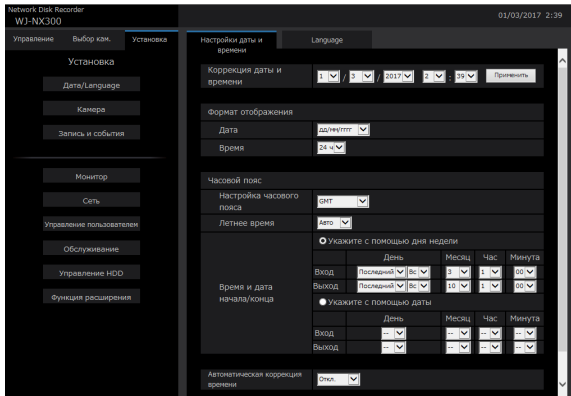 Network Disk Recorder
WJ-NX300
01/03/2017 2:39
Управление Выбор кам. Установка
Установка
Дата/Language
Камера
Запись и события
Монитор
Сеть
Управление пользователем
Обслуживание
Управление HDD
Функция расширения
Настройки даты и
времени
Language
Коррекция даты и
времени
1 / 3 / 2017 2 : 39 Применить
Формат отображения
Дата дд/мм/гггг
Время 24 ч
Часовой пояс
Настройка часового
пояса
GMT
Летнее время Авто
Время и дата
начала/конца
Укажите с помощью дня недели
День Месяц Час Минута
Вход Последний Вс 3 1 00
Выход Последний Вс 10 1 00
Укажите с помощью даты
День Месяц Час Минута
Вход -- -- -- --
Выход -- -- -- --
Автоматическая коррекция
времени
Откл.